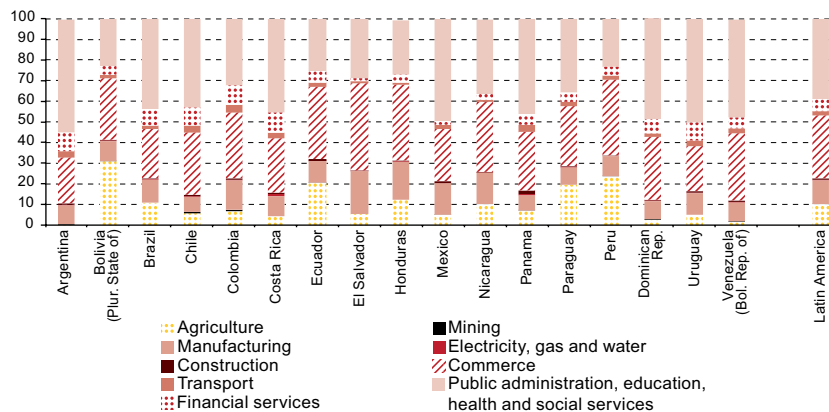 100
90
80
70
60
50
40
30
20
10
0
Argentina
Bolivia
(Plur. State of)
Brazil
Chile
Colombia
Costa Rica
Ecuador
El Salvador
Honduras
Mexico
Nicaragua
Panama
Paraguay
Peru
Dominican
Rep.
Uruguay
Venezuela
(Bol. Rep. of)
Latin America
Agriculture
Manufacturing
Construction
Transport
Financial services
Mining
Electricity, gas and water
Commerce
Public administration, education,
health and social services